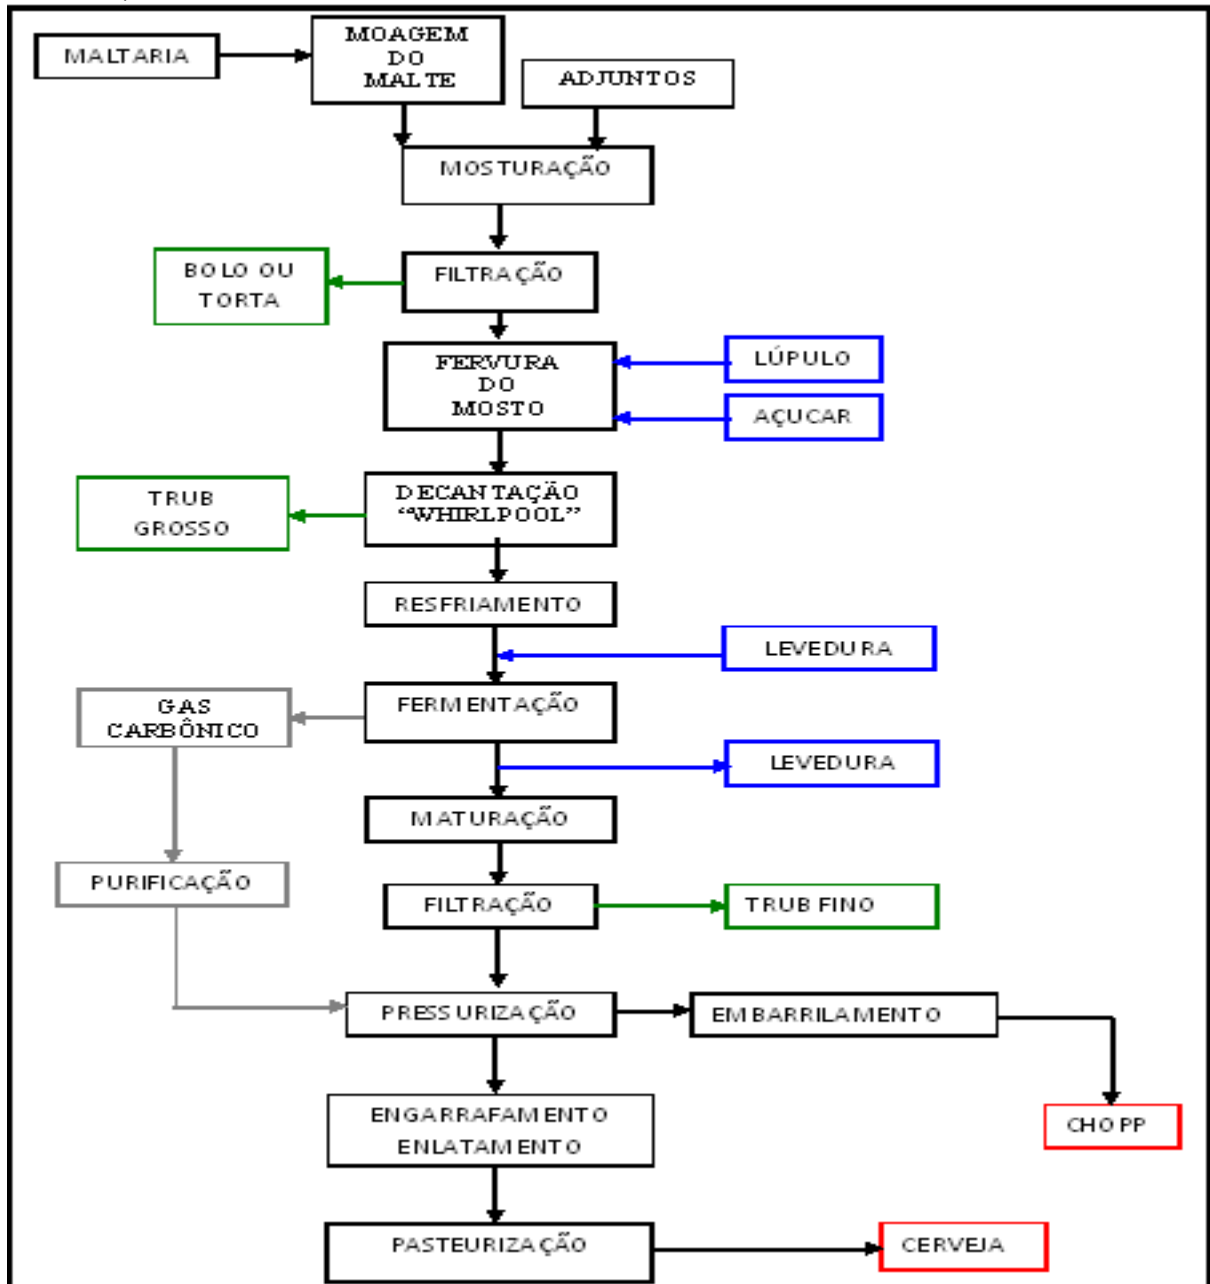 MALTARIA
MOAGEM
DO
MALTE
ADJUNTOS
MOSTURAÇÃO
BOLO OU
TORTA
FILTRAÇÃO
FERVURA
DO
MOSTO
LÚPULO
AÇUCAR
TRUB
GROSSO
DECANTAÇÃO
“WHIRLPOOL”
RESFRIAMENTO
LEVEDURA
GAS
CARBÔNICO
FERMENTAÇÃO
LEVEDURA
MATURAÇÃO
PURIFICAÇÃO
FILTRAÇÃO
TRUB FINO
PRESSURIZAÇÃO
EMBARRILAMENTO
ENGARRAFAMENTO
ENLATAMENTO
CHOPP
PASTEURIZAÇÃO
CERVEJA